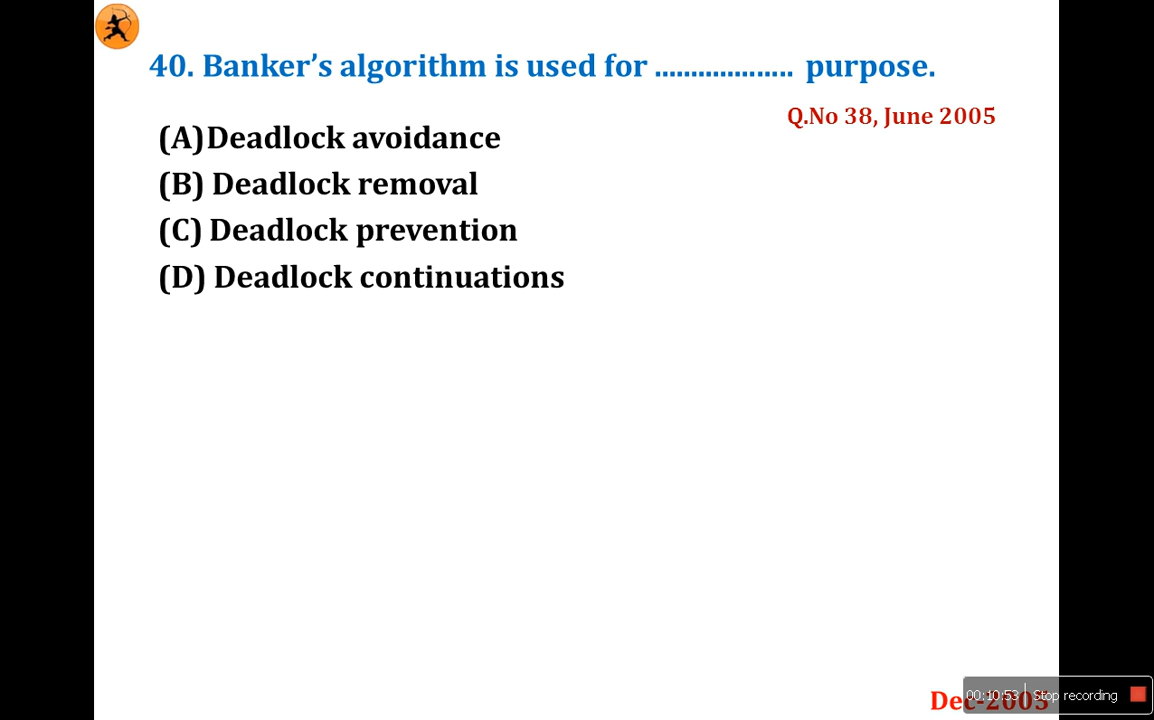 40. Banker’s algorithm is used for ................... purpose.
Q.No 38, June 2005
(A)Deadlock avoidance
(B) Deadlock removal
(C) Deadlock prevention
(D) Deadlock continuations
Dec-2005
00:10:53 Stop recording